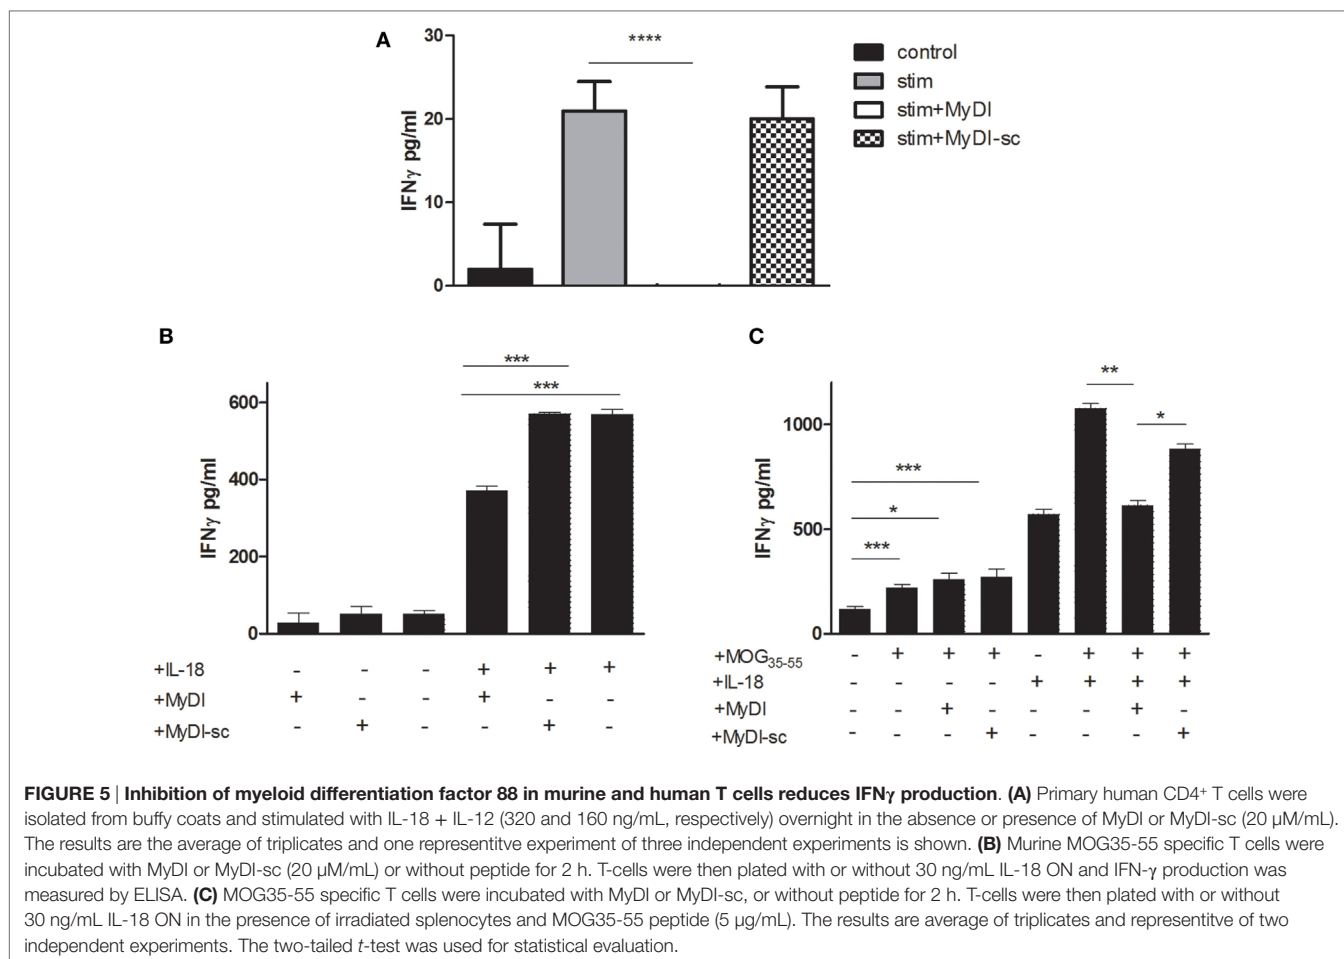 A
30
20
10
0
IFNγ pg/ml
****
control
stim
stim+MyDI
stim+MyDI-sc
B
600
400
200
0
IFNγ pg/ml
***
***
+IL-18 - - - + + +
+MyDI + - - + - -
+MyDI-sc - + - - + -
C
1000
500
0
IFNγ pg/ml
**
*
***
*
***
+MOG35-55 - + + + - + + +
+IL-18 - - - - + + + +
+MyDI - - + - - - + -
+MyDI-sc - - - + - - - +
FIGURE 5 | Inhibition of myeloid differentiation factor 88 in murine and human T cells reduces IFNγ production. (A) Primary human CD4+ T cells were
isolated from buffy coats and stimulated with IL-18 + IL-12 (320 and 160 ng/mL, respectively) overnight in the absence or presence of MyDI or MyDI-sc (20 μM/mL).
The results are the average of triplicates and one representitve experiment of three independent experiments is shown. (B) Murine MOG35-55 specific T cells were
incubated with MyDI or MyDI-sc (20 μM/mL) or without peptide for 2 h. T-cells were then plated with or without 30 ng/mL IL-18 ON and IFN-γ production was
measured by ELISA. (C) MOG35-55 specific T cells were incubated with MyDI or MyDI-sc, or without peptide for 2 h. T-cells were then plated with or without
30 ng/mL IL-18 ON in the presence of irradiated splenocytes and MOG35-55 peptide (5 μg/mL). The results are average of triplicates and representitve of two
independent experiments. The two-tailed t-test was used for statistical evaluation.